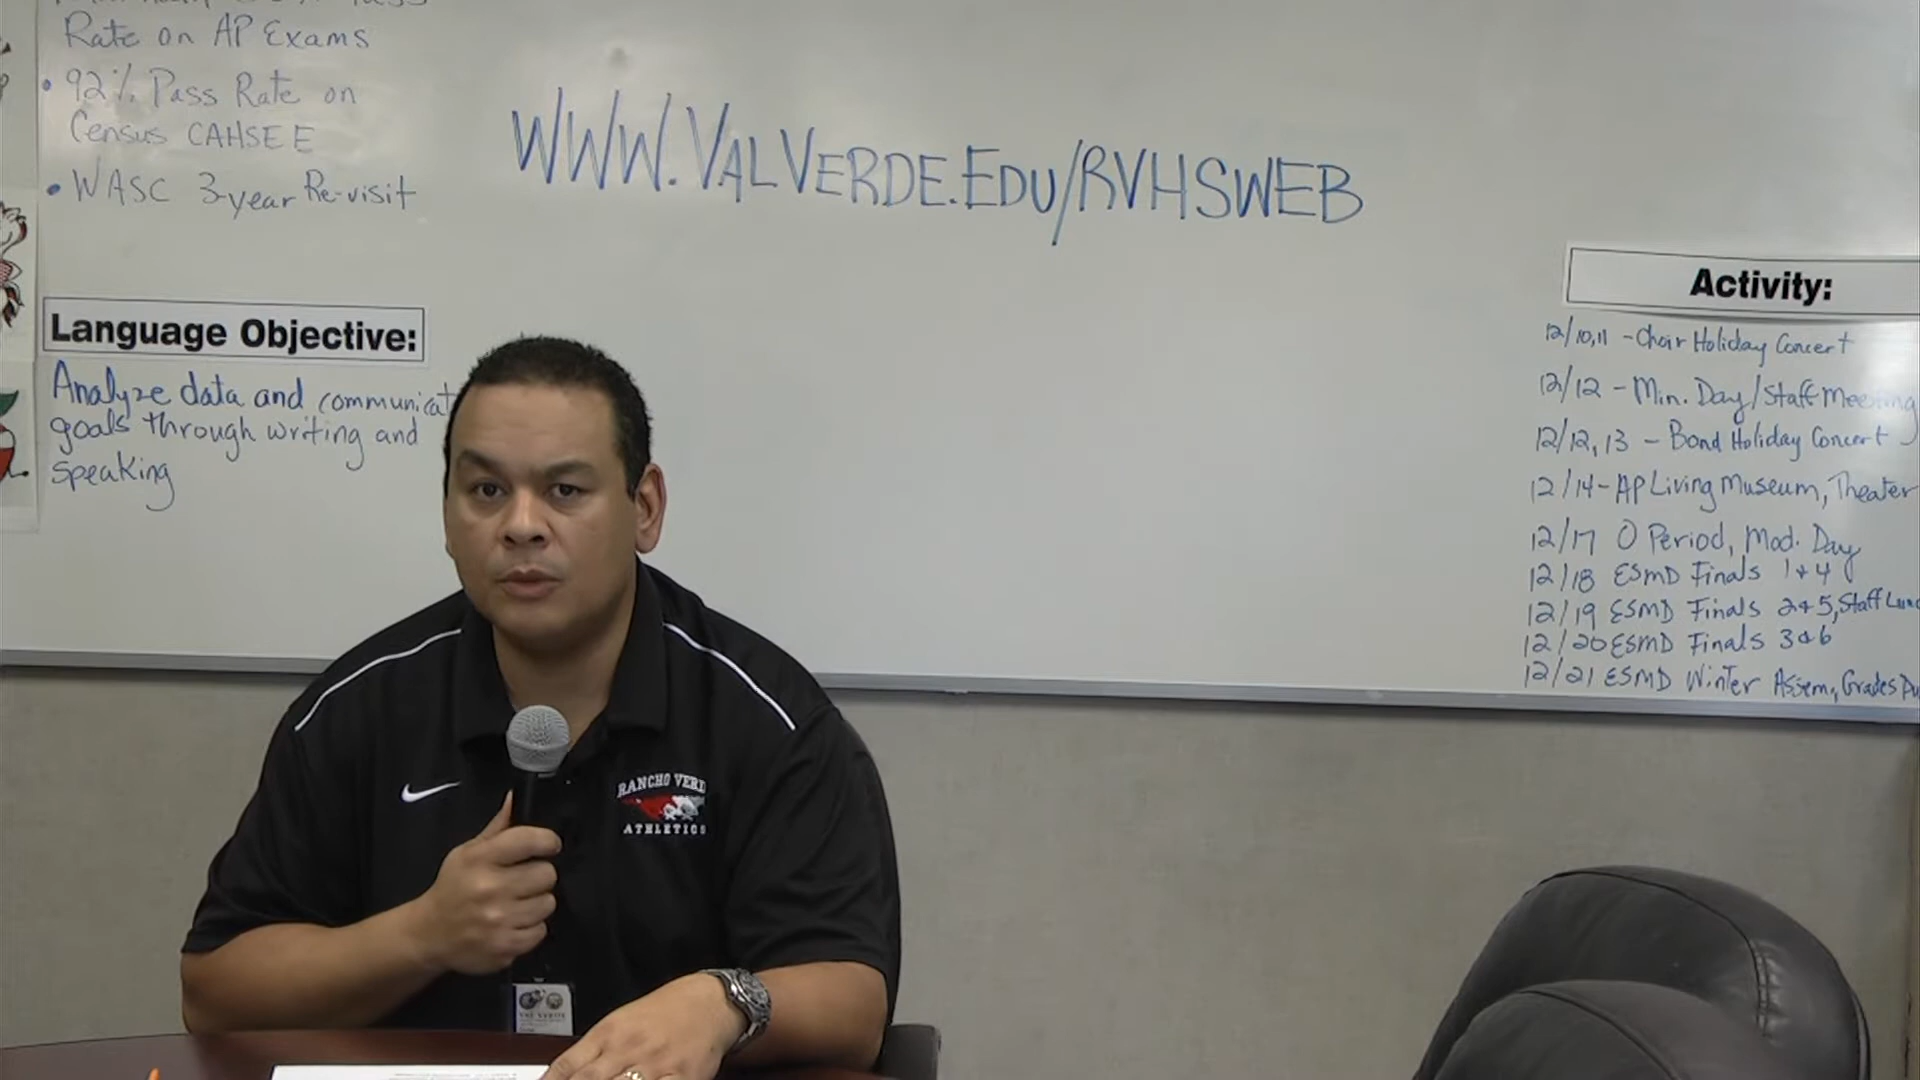 Rate on AP Exams
• 92% Pass Rate on
Census CAHSEE
• WASC 3-year Re-visit
WWW.VALVERDE.EDU/RVHSWEB
Language Objective:
Analyze data and communicat
goals through writing and
speaking
Activity:
12/10,11 - Choir Holiday Concert
12/12 - Min. Day/Staff Meeting
12/12, 13 - Band Holiday Concert
12/14 - AP Living Museum, Theater
12/17 0 Period, Mod. Day
12/18 ESMD Finals 1+4
12/19 ESMD Finals 2+5, Staff Lunc
12/20 ESMD Finals 3+6
12/21 ESMD Winter Assem, Grades Du
RANCHO VERD
ATHLETICS
VAL VERDE